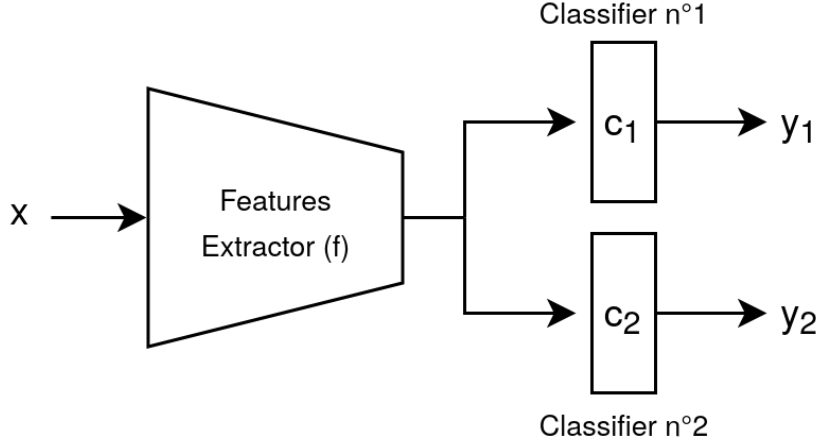 Classifier n°1
x
Features
Extractor (f)
c₁
y₁
c₂
y₂
Classifier n°2